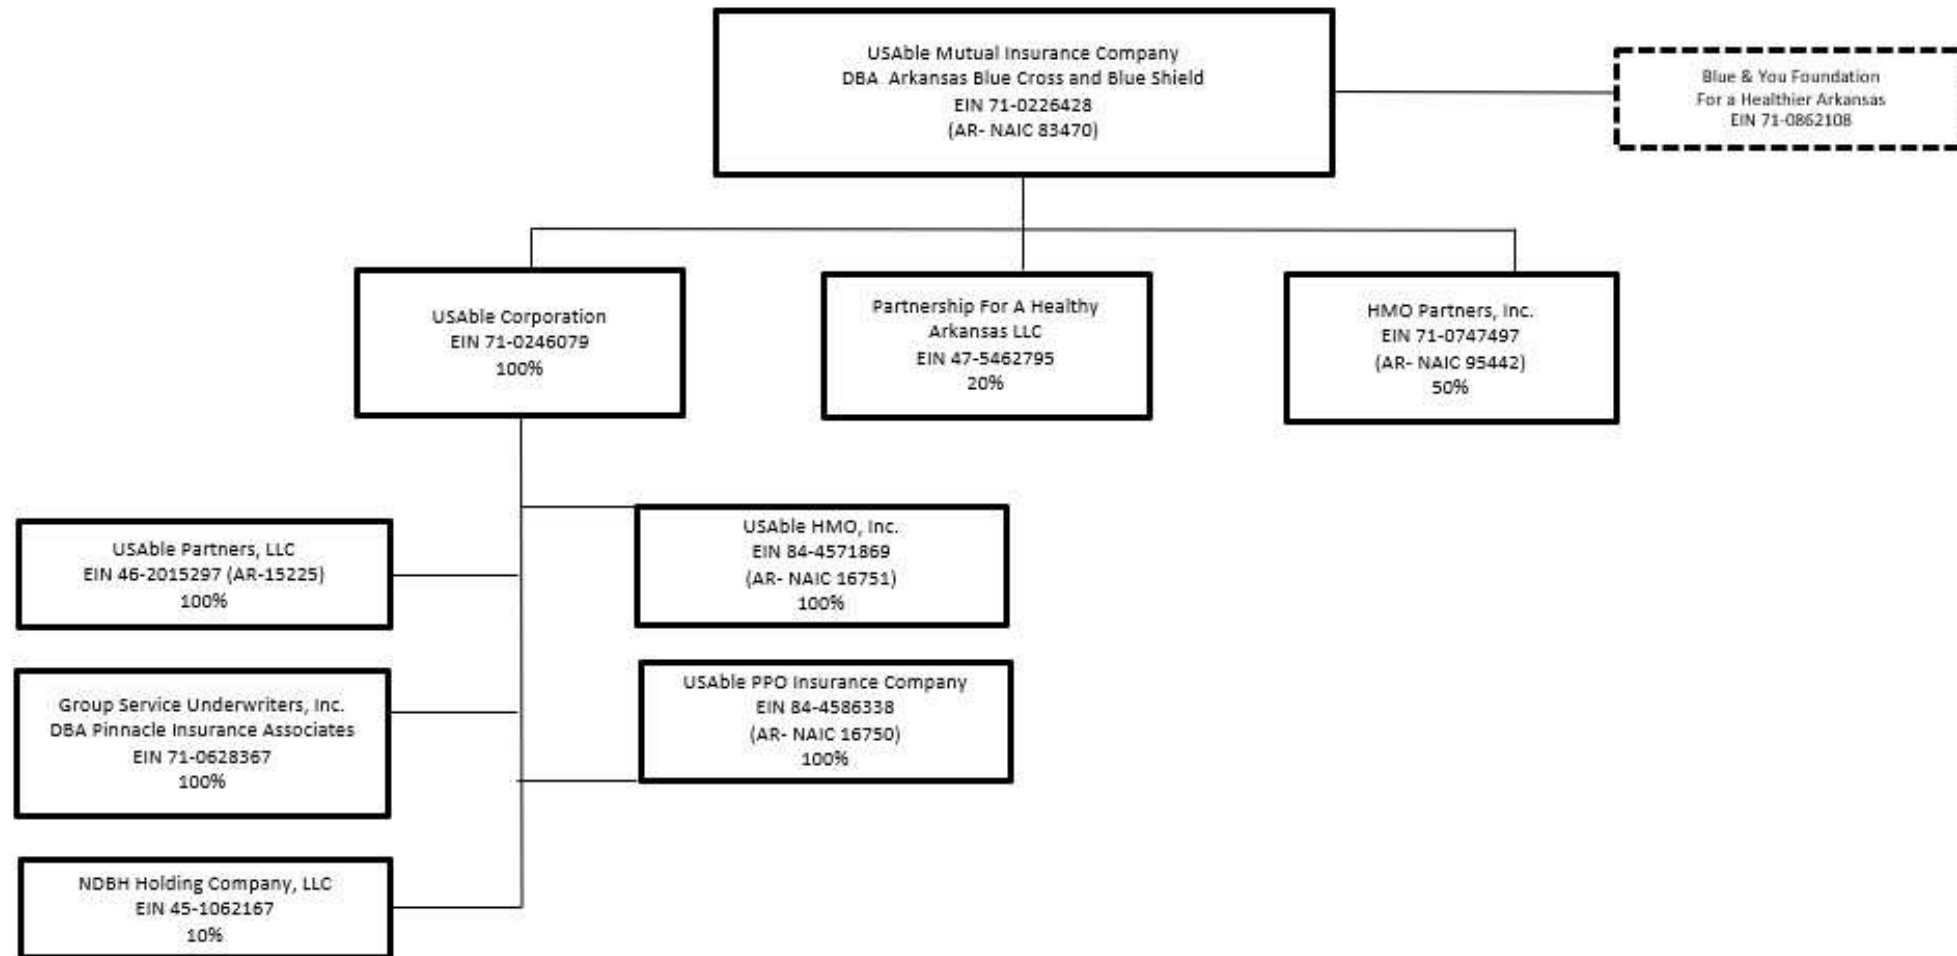 USAble Mutual Insurance Company
DBA Arkansas Blue Cross and Blue Shield
EIN 71-0226428
(AR- NAIC 83470)
Blue & You Foundation
For a Healthier Arkansas
EIN 71-0862108
USAble Corporation
EIN 71-0246079
100%
Partnership For A Healthy
Arkansas LLC
EIN 47-5462795
20%
HMO Partners, Inc.
EIN 71-0747497
(AR- NAIC 95442)
50%
USAble Partners, LLC
EIN 46-2015297 (AR-15225)
100%
USAble HMO, Inc.
EIN 84-4571869
(AR- NAIC 16751)
100%
Group Service Underwriters, Inc.
DBA Pinnacle Insurance Associates
EIN 71-0628367
100%
USAble PPO Insurance Company
EIN 84-4586338
(AR- NAIC 16750)
100%
NDBH Holding Company, LLC
EIN 45-1062167
10%